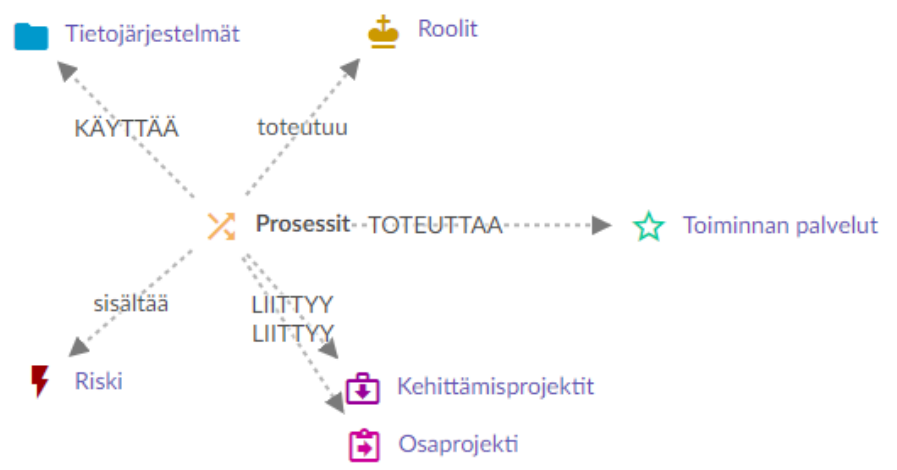 Tietojärjestelmät
Roolit
KÄYTTÄÄ
toteutuu
Prosessit
TOTEUTTAA
Toiminnan palvelut
sisältää
LIITTYY
LIITTYY
Riski
Kehittämisprojektit
Osaprojekti